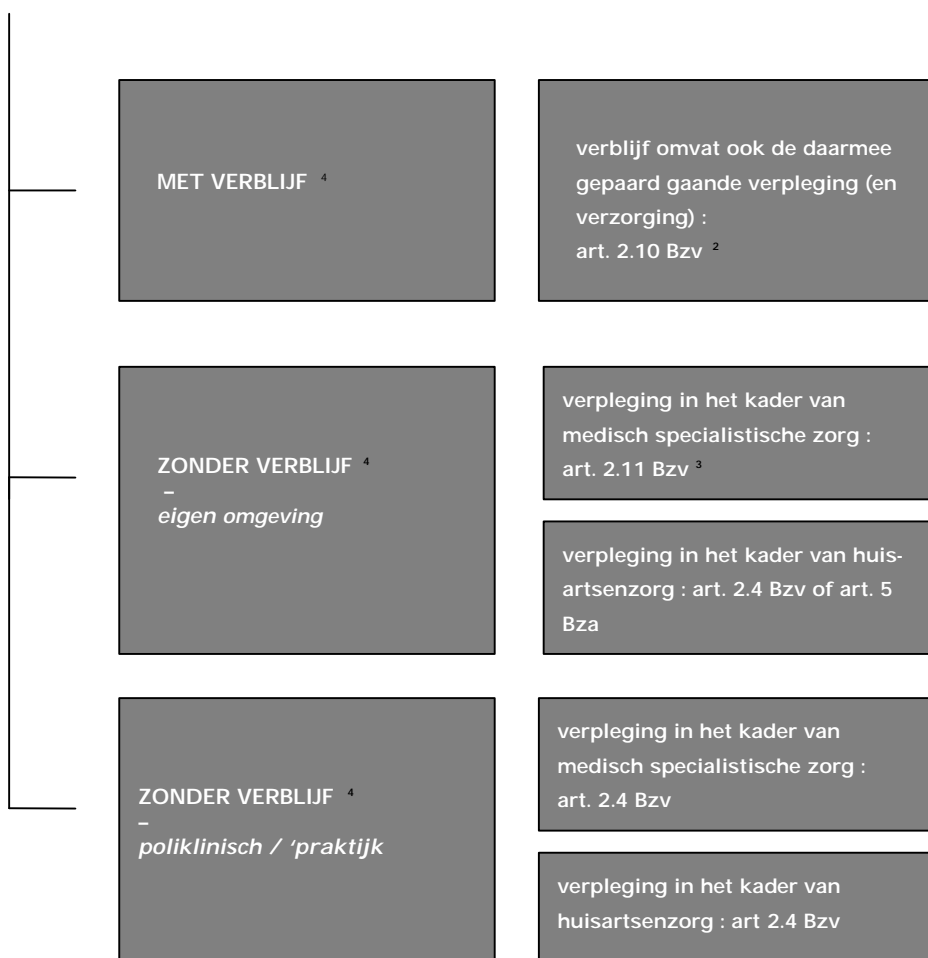 MET VERBLIJF ⁴
verblijf omvat ook de daarmee
gepaard gaande verpleging (en
verzorging) :
art. 2.10 Bzv ²
ZONDER VERBLIJF ⁴
–
eigen omgeving
verpleging in het kader van
medisch specialistische zorg :
art. 2.11 Bzv ³
verpleging in het kader van huis-
artsenzorg : art. 2.4 Bzv of art. 5
Bza
ZONDER VERBLIJF ⁴
–
poliklinisch / 'praktijk
verpleging in het kader van
medisch specialistische zorg :
art. 2.4 Bzv
verpleging in het kader van
huisartsenzorg : art 2.4 Bzv